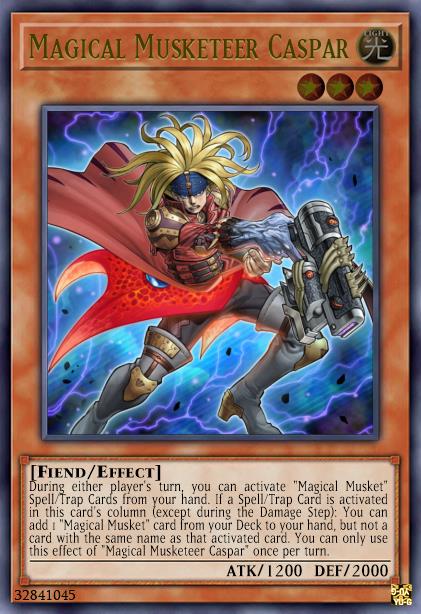 MAGICAL MUSKETEER CASPAR
LIGHT
光
[FIEND/EFFECT]
During either player's turn, you can activate "Magical Musket"
Spell/Trap Cards from your hand. If a Spell/Trap Card is activated
in this card's column (except during the Damage Step): You can
add 1 "Magical Musket" card from your Deck to your hand, but not a
card with the same name as that activated card. You can only use
this effect of "Magical Musketeer Caspar" once per turn.
ATK/1200 DEF/2000
32841045